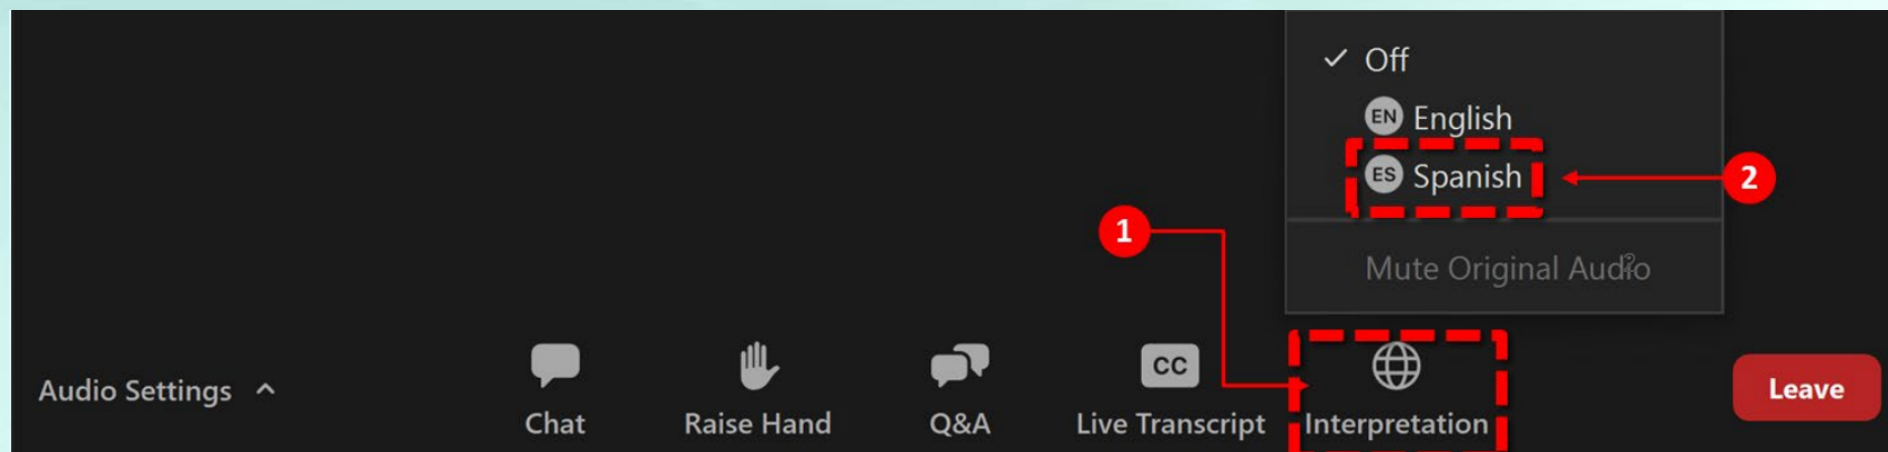 Off
EN English
ES Spanish
2
1
Mute Original Audio
Audio Settings
CC
Chat
Raise Hand
Q&A
Live Transcript
Interpretation
Leave